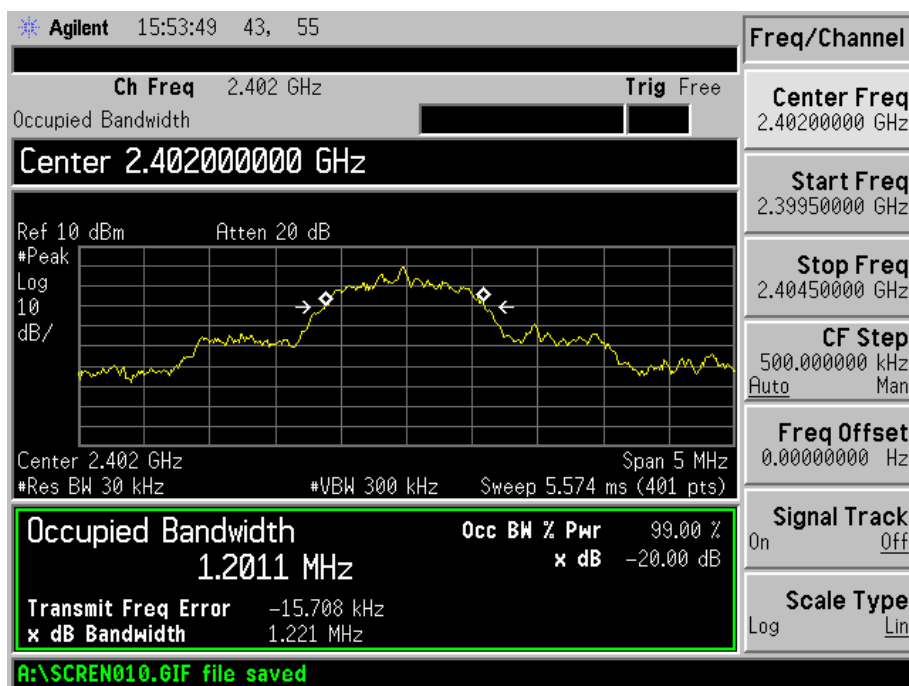 Agilent 15:53:49 43, 55
Ch Freq 2.402 GHz Trig Free
Occupied Bandwidth
Center 2.402000000 GHz
Ref 10 dBm Atten 20 dB
#Peak
Log
10
dB/
Center 2.402 GHz Span 5 MHz
#Res BW 30 kHz #VBW 300 kHz Sweep 5.574 ms (401 pts)
Occupied Bandwidth Occ BW % Pwr 99.00 %
1.2011 MHz x dB -20.00 dB
Transmit Freq Error -15.708 kHz
x dB Bandwidth 1.221 MHz
A:\SCREN010.GIF file saved
Freq/Channel
Center Freq
2.40200000 GHz
Start Freq
2.39950000 GHz
Stop Freq
2.40450000 GHz
CF Step
500.000000 kHz
Auto Man
Freq Offset
0.00000000 Hz
Signal Track
On Off
Scale Type
Log Lin